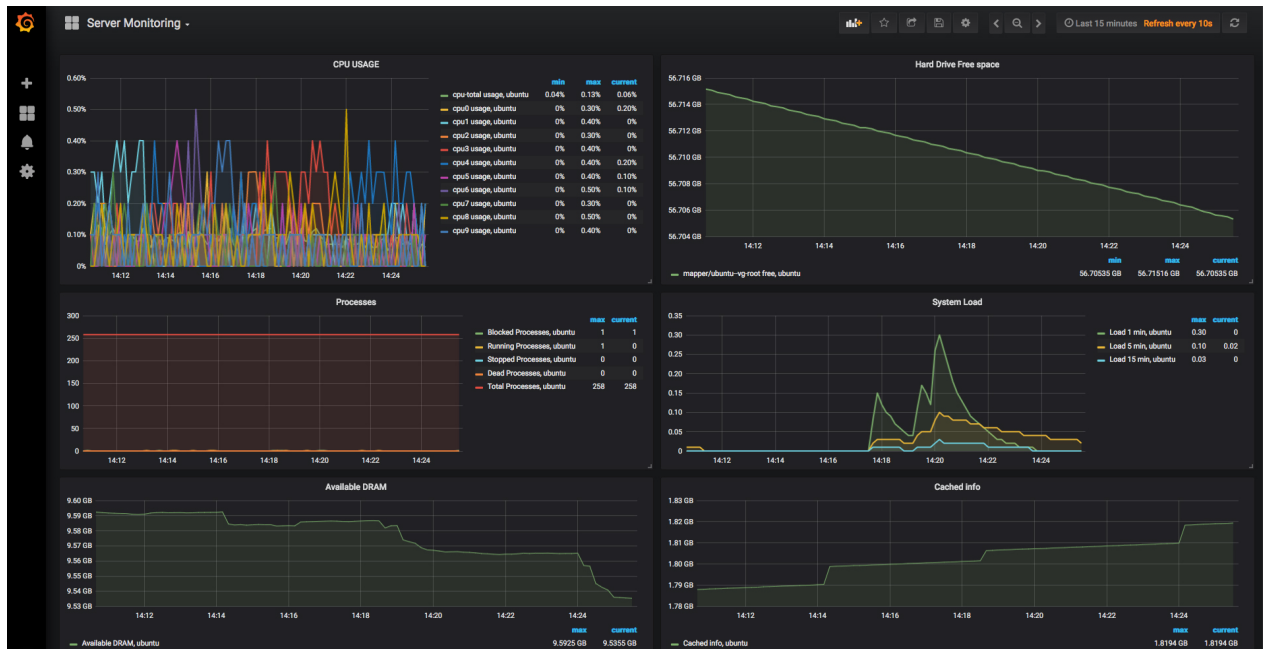 Server Monitoring
Last 15 minutes Refresh every 10s
CPU USAGE
0.60%
0.50%
0.40%
0.30%
0.20%
0.10%
0%
14:12 14:14 14:16 14:18 14:20 14:22 14:24
min max current
cpu-total usage, ubuntu 0.04% 0.13% 0.06%
cpu0 usage, ubuntu 0% 0.30% 0.20%
cpu1 usage, ubuntu 0% 0.40% 0%
cpu2 usage, ubuntu 0% 0.30% 0%
cpu3 usage, ubuntu 0% 0.40% 0%
cpu4 usage, ubuntu 0% 0.40% 0.20%
cpu5 usage, ubuntu 0% 0.40% 0.10%
cpu6 usage, ubuntu 0% 0.50% 0.10%
cpu7 usage, ubuntu 0% 0.30% 0%
cpu8 usage, ubuntu 0% 0.50% 0%
cpu9 usage, ubuntu 0% 0.40% 0%
Hard Drive Free space
56.716 GB
56.714 GB
56.712 GB
56.710 GB
56.708 GB
56.706 GB
56.704 GB
14:12 14:14 14:16 14:18 14:20 14:22 14:24
min max current
mapper/ubuntu--vg-root free, ubuntu 56.70535 GB 56.71516 GB 56.70535 GB
Processes
300
250
200
150
100
50
0
14:12 14:14 14:16 14:18 14:20 14:22 14:24
max current
Blocked Processes, ubuntu 1 1
Running Processes, ubuntu 1 0
Stopped Processes, ubuntu 0 0
Dead Processes, ubuntu 0 0
Total Processes, ubuntu 258 258
System Load
0.35
0.30
0.25
0.20
0.15
0.10
0.05
0
14:12 14:14 14:16 14:18 14:20 14:22 14:24
max current
Load 1 min, ubuntu 0.30 0
Load 5 min, ubuntu 0.10 0.02
Load 15 min, ubuntu 0.03 0
Available DRAM
9.60 GB
9.59 GB
9.58 GB
9.57 GB
9.56 GB
9.55 GB
9.54 GB
9.53 GB
14:12 14:14 14:16 14:18 14:20 14:22 14:24
max current
Available DRAM, ubuntu 9.5925 GB 9.5355 GB
Cached info
1.83 GB
1.82 GB
1.81 GB
1.80 GB
1.79 GB
1.78 GB
14:12 14:14 14:16 14:18 14:20 14:22 14:24
max current
Cached info, ubuntu 1.8194 GB 1.8194 GB